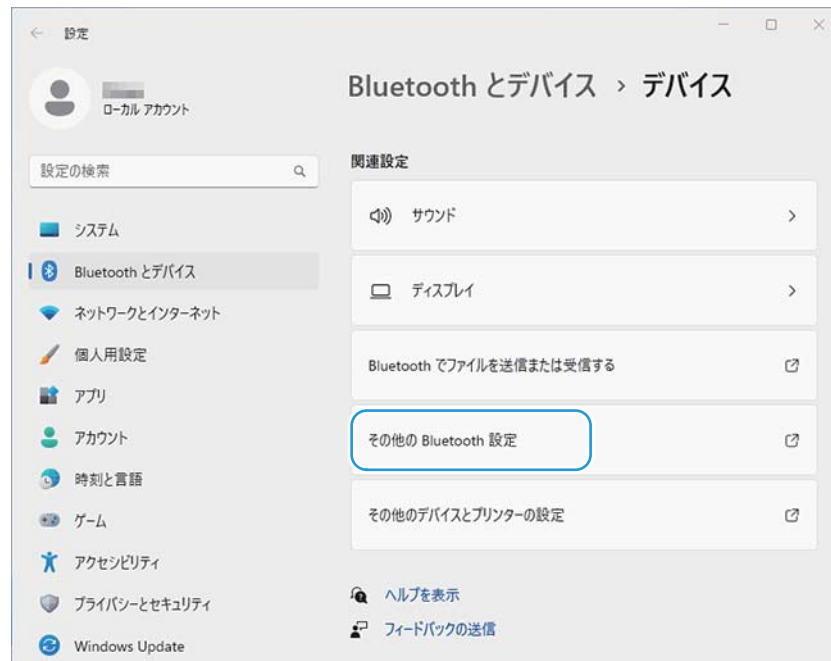 設定
ローカル アカウント
設定の検索
システム
Bluetooth とデバイス
ネットワークとインターネット
個人用設定
アプリ
アカウント
時刻と言語
ゲーム
アクセシビリティ
プライバシーとセキュリティ
Windows Update
Bluetooth とデバイス › デバイス
関連設定
サウンド
ディスプレイ
Bluetooth でファイルを送信または受信する
その他の Bluetooth 設定
その他のデバイスとプリンターの設定
ヘルプを表示
フィードバックの送信